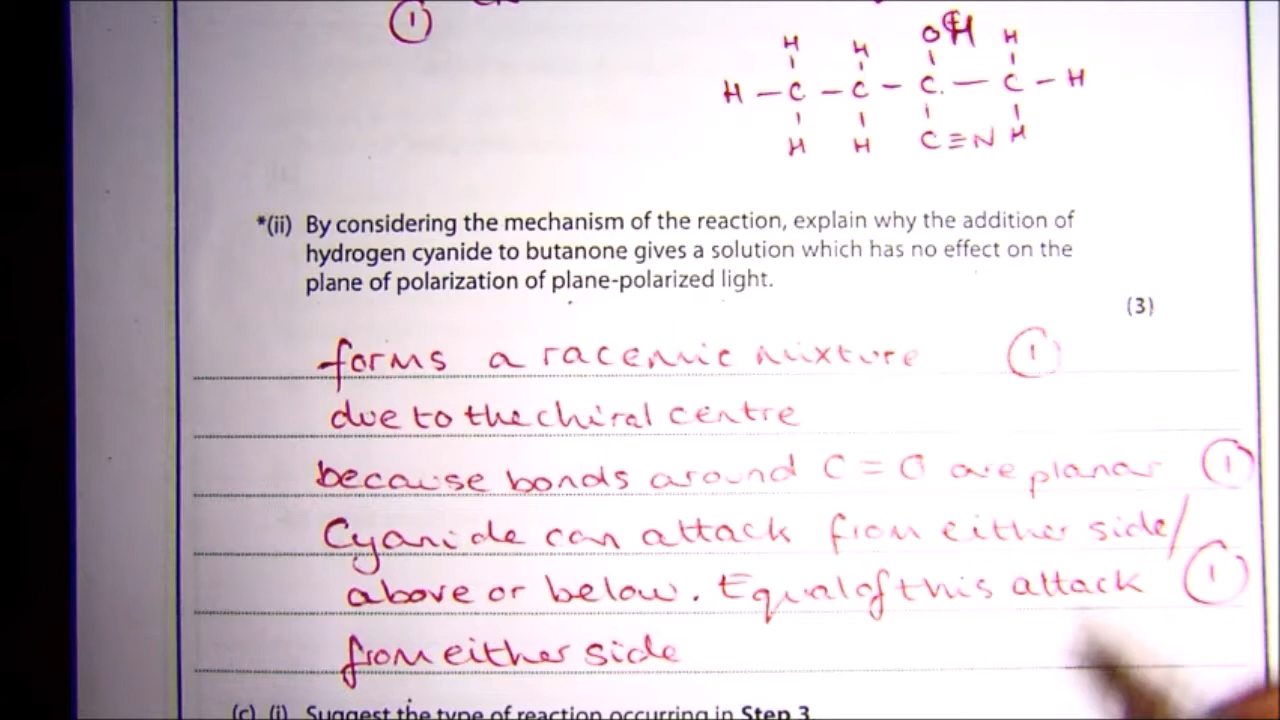 1
H H OH H
H - C - C - C. - C - H
H H C≡N H
*(ii) By considering the mechanism of the reaction, explain why the addition of
hydrogen cyanide to butanone gives a solution which has no effect on the
plane of polarization of plane-polarized light.
(3)
forms a racemic mixture 1
due to the chiral centre
because bonds around C=O are planar 1
Cyanide can attack from either side/
above or below. Equal of this attack 1
from either side
(c) (i) Suggest the type of reaction occurring in Step 3